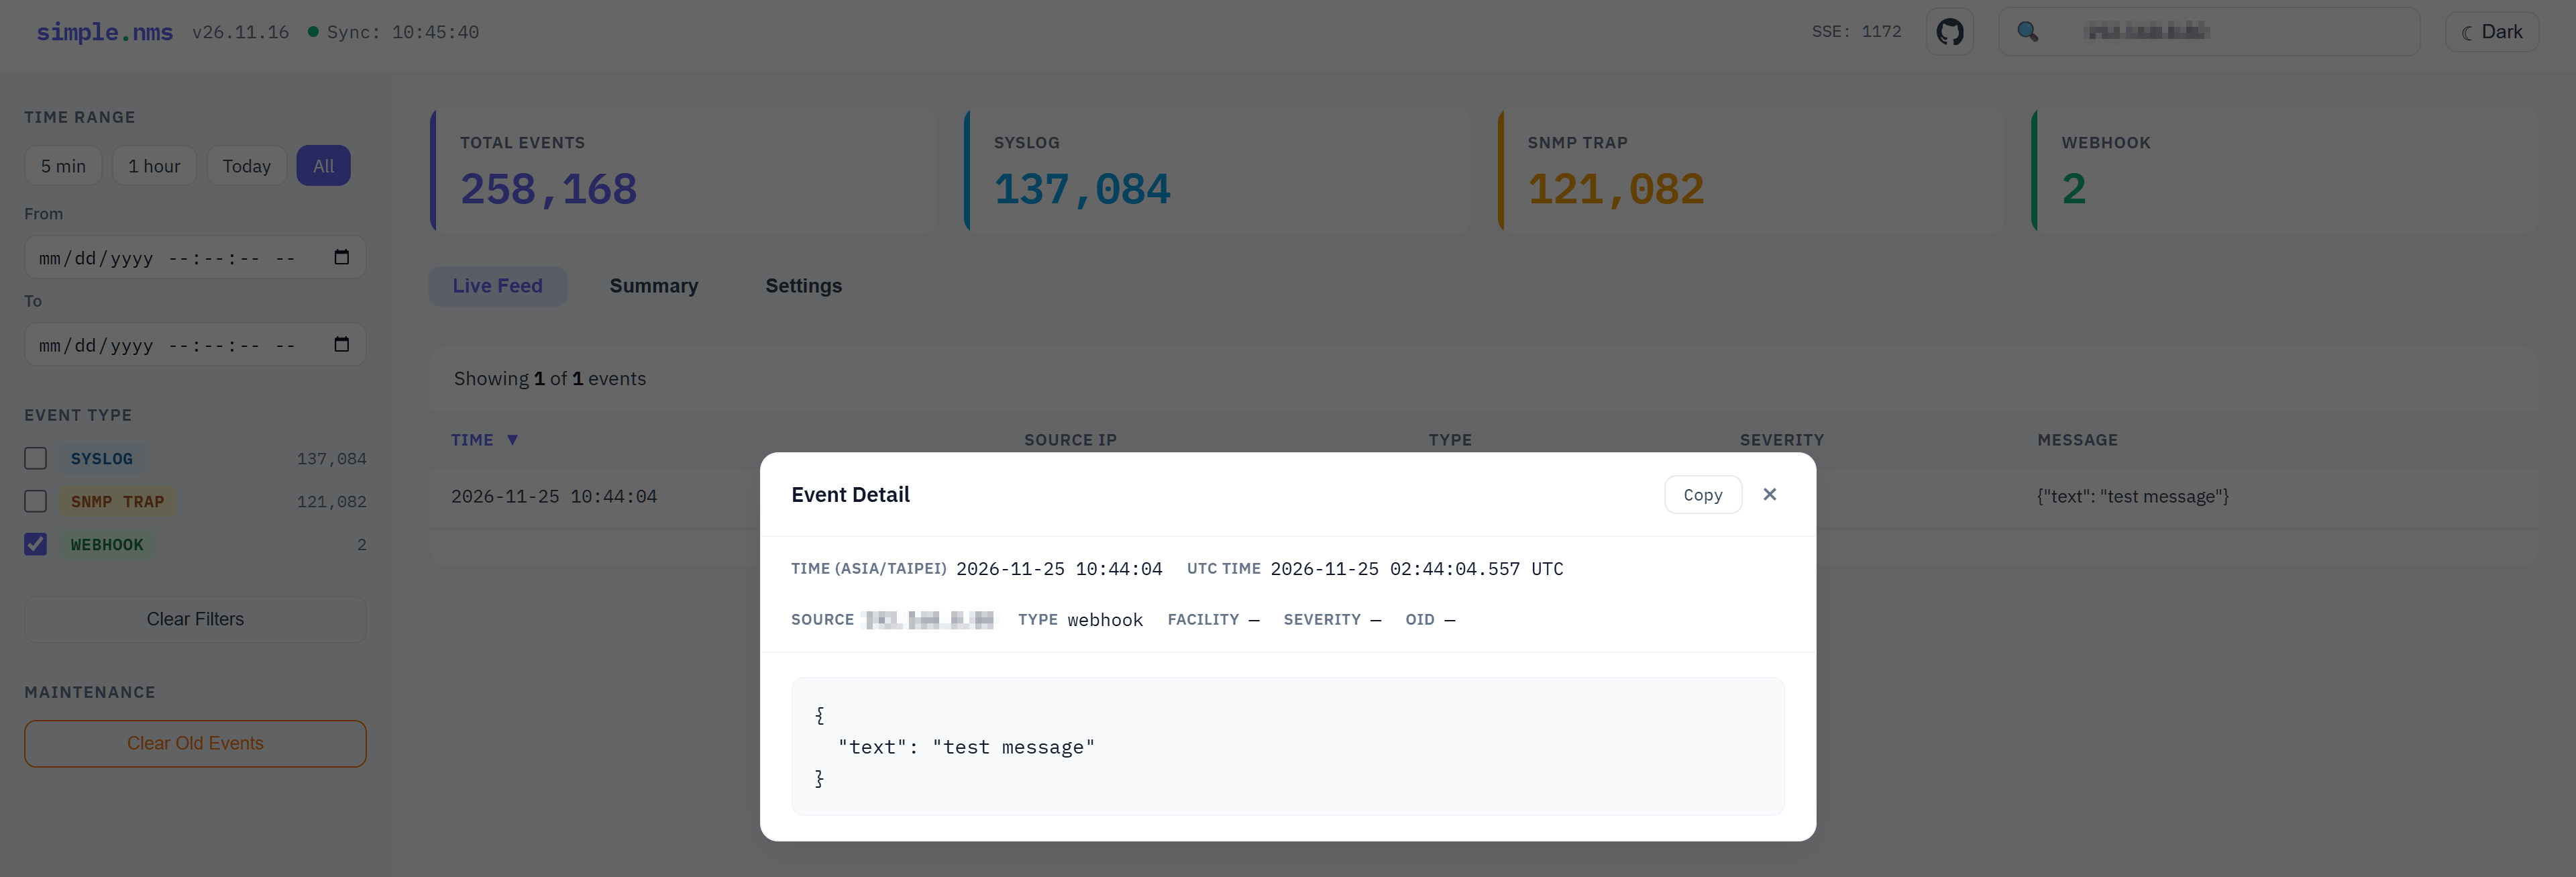 simple.nms v26.11.16 Sync: 10:45:40 SSE: 1172 Dark
TIME RANGE
5 min 1 hour Today All
From
mm/dd/yyyy --:--:-- --
To
mm/dd/yyyy --:--:-- --
EVENT TYPE
SYSLOG 137,084
SNMP TRAP 121,082
WEBHOOK 2
Clear Filters
MAINTENANCE
Clear Old Events
TOTAL EVENTS
258,168
SYSLOG
137,084
SNMP TRAP
121,082
WEBHOOK
2
Live Feed Summary Settings
Showing 1 of 1 events
TIME ▼ SOURCE IP TYPE SEVERITY MESSAGE
2026-11-25 10:44:04 {"text": "test message"}
Event Detail Copy ✕
TIME (ASIA/TAIPEI) 2026-11-25 10:44:04 UTC TIME 2026-11-25 02:44:04.557 UTC
SOURCE TYPE webhook FACILITY — SEVERITY — OID —
{
"text": "test message"
}